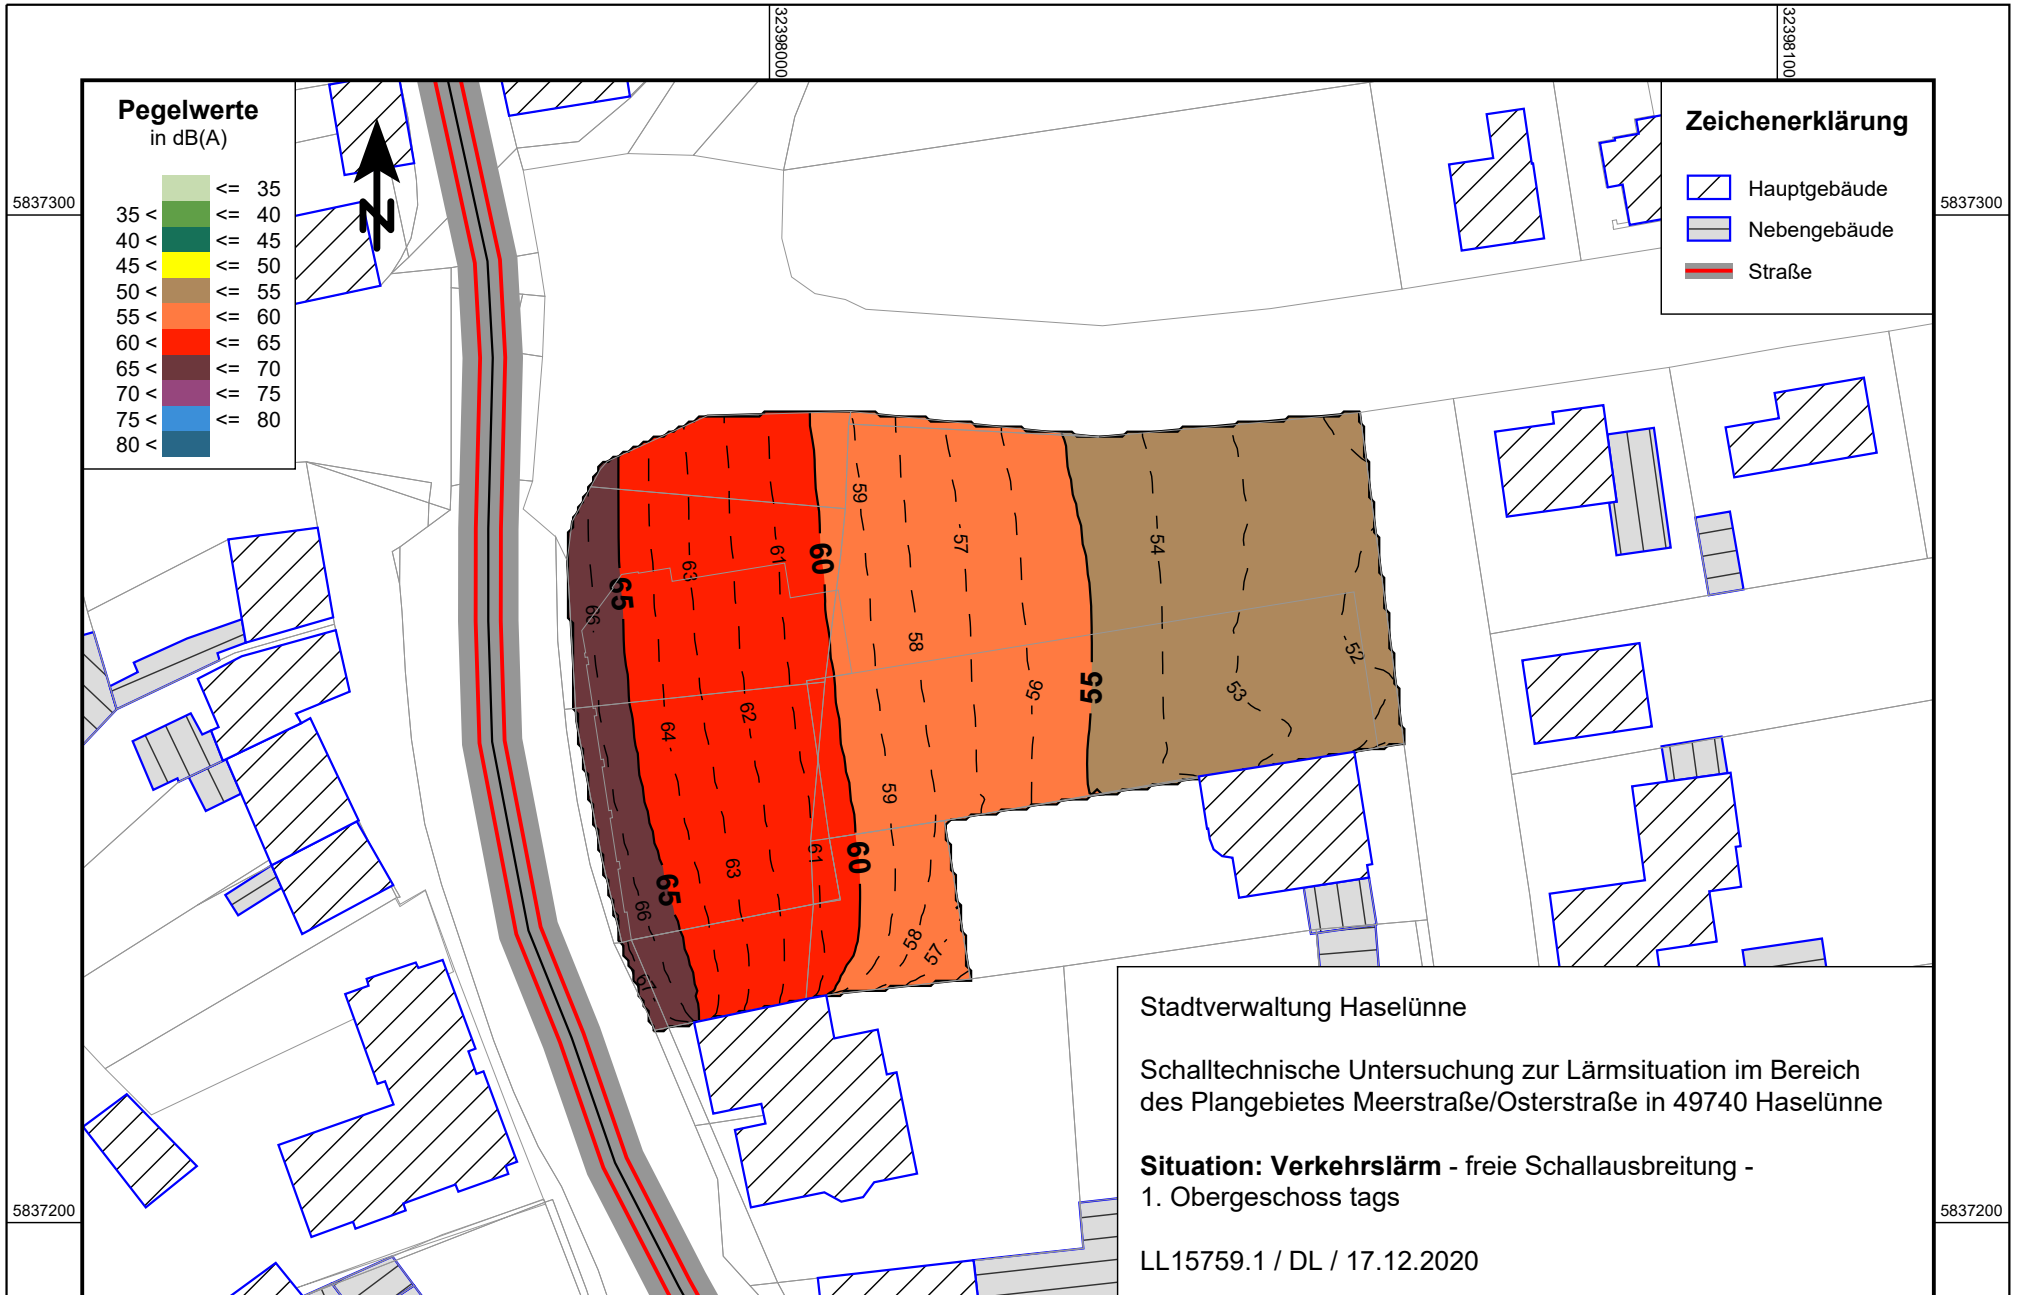 32398000
32398100
5837300
5837300
5837200
5837200
Pegelwerte
in dB(A)
<= 35
35 < <= 40
40 < <= 45
45 < <= 50
50 < <= 55
55 < <= 60
60 < <= 65
65 < <= 70
70 < <= 75
75 < <= 80
80 <
N
Zeichenerklärung
Hauptgebäude
Nebengebäude
Straße
59
57
54
61
60
63
65
66
58
52
56
55
53
62
64
59
61
60
63
65
66
58
57
67
Stadtverwaltung Haselünne
Schalltechnische Untersuchung zur Lärmsituation im Bereich
des Plangebietes Meerstraße/Osterstraße in 49740 Haselünne
Situation: Verkehrslärm - freie Schallausbreitung -
1. Obergeschoss tags
LL15759.1 / DL / 17.12.2020